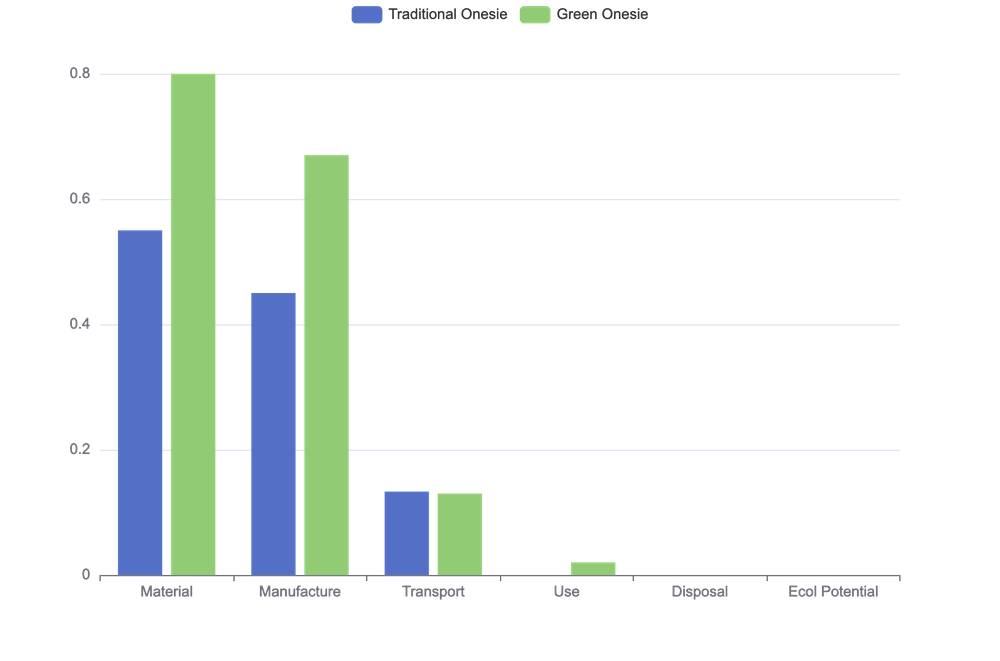 Traditional Onesie Green Onesie
0.8
0.6
0.4
0.2
0
Material Manufacture Transport Use Disposal Ecol Potential